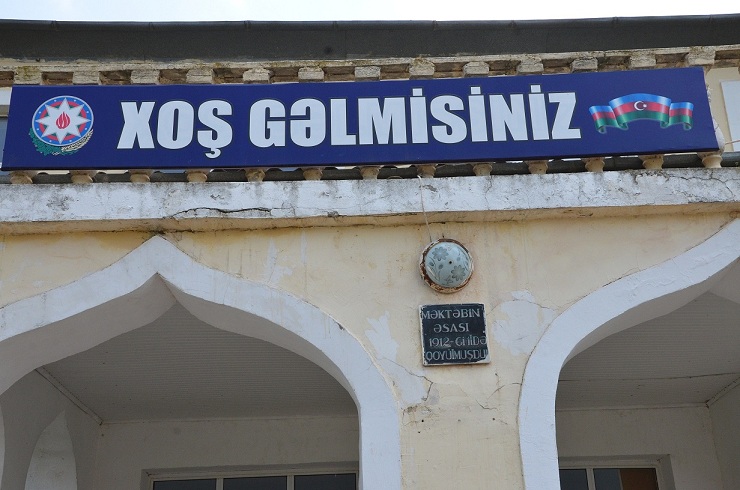 XOŞ GƏLMİSİNİZ
MƏKTƏBİN
ƏSASI
1912-Cİ İLDƏ
QOYULMUŞDUR